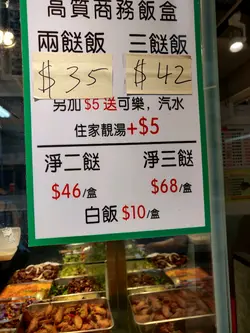 高質商務飯盒
兩餸飯 三餸飯
$35 $42
另加$5送可樂，汽水
住家靚湯+$5
淨二餸 淨三餸
$46/盒 $68/盒
白飯 $10/盒